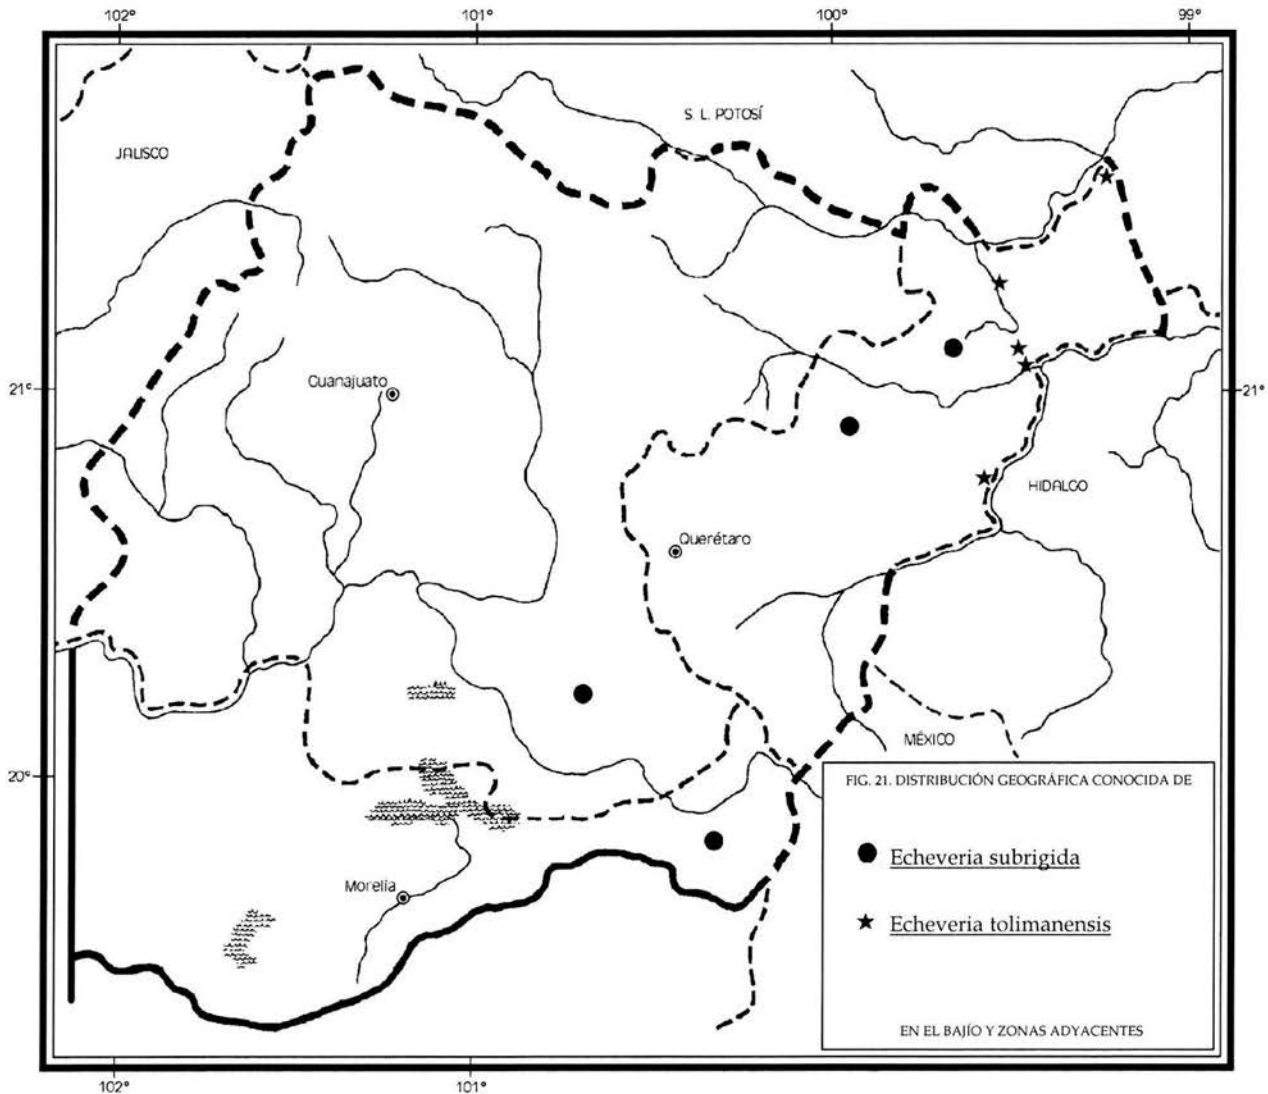 102°
101°
100°
99°
S. L. POTOSÍ
JALISCO
Guanajuato
21°
21°
HIDALGO
Querétaro
MÉXICO
20°
FIG. 21. DISTRIBUCIÓN GEOGRÁFICA CONOCIDA DE
Echeveria subrigida
Morelia
Echeveria tolimanensis
EN EL BAJÍO Y ZONAS ADYACENTES
102°
101°